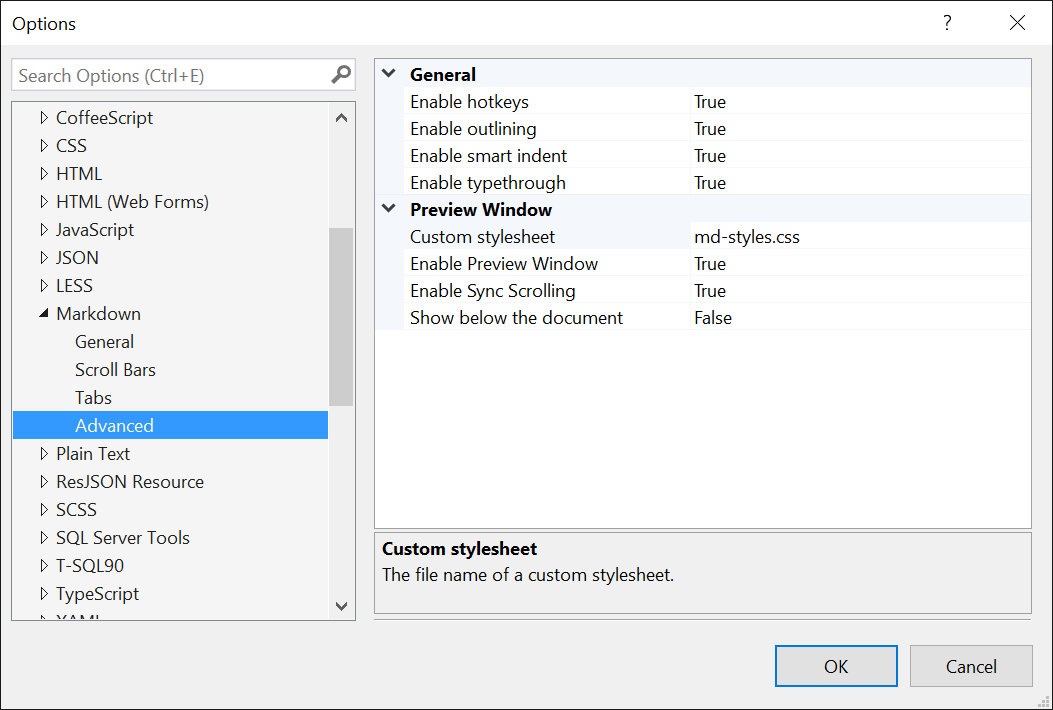 Options
?
Search Options (Ctrl+E)
CoffeeScript
CSS
HTML
HTML (Web Forms)
JavaScript
JSON
LESS
Markdown
General
Scroll Bars
Tabs
Advanced
Plain Text
ResJSON Resource
SCSS
SQL Server Tools
T-SQL90
TypeScript
YAML
General
Enable hotkeys True
Enable outlining True
Enable smart indent True
Enable typethrough True
Preview Window
Custom stylesheet md-styles.css
Enable Preview Window True
Enable Sync Scrolling True
Show below the document False
Custom stylesheet
The file name of a custom stylesheet.
OK Cancel